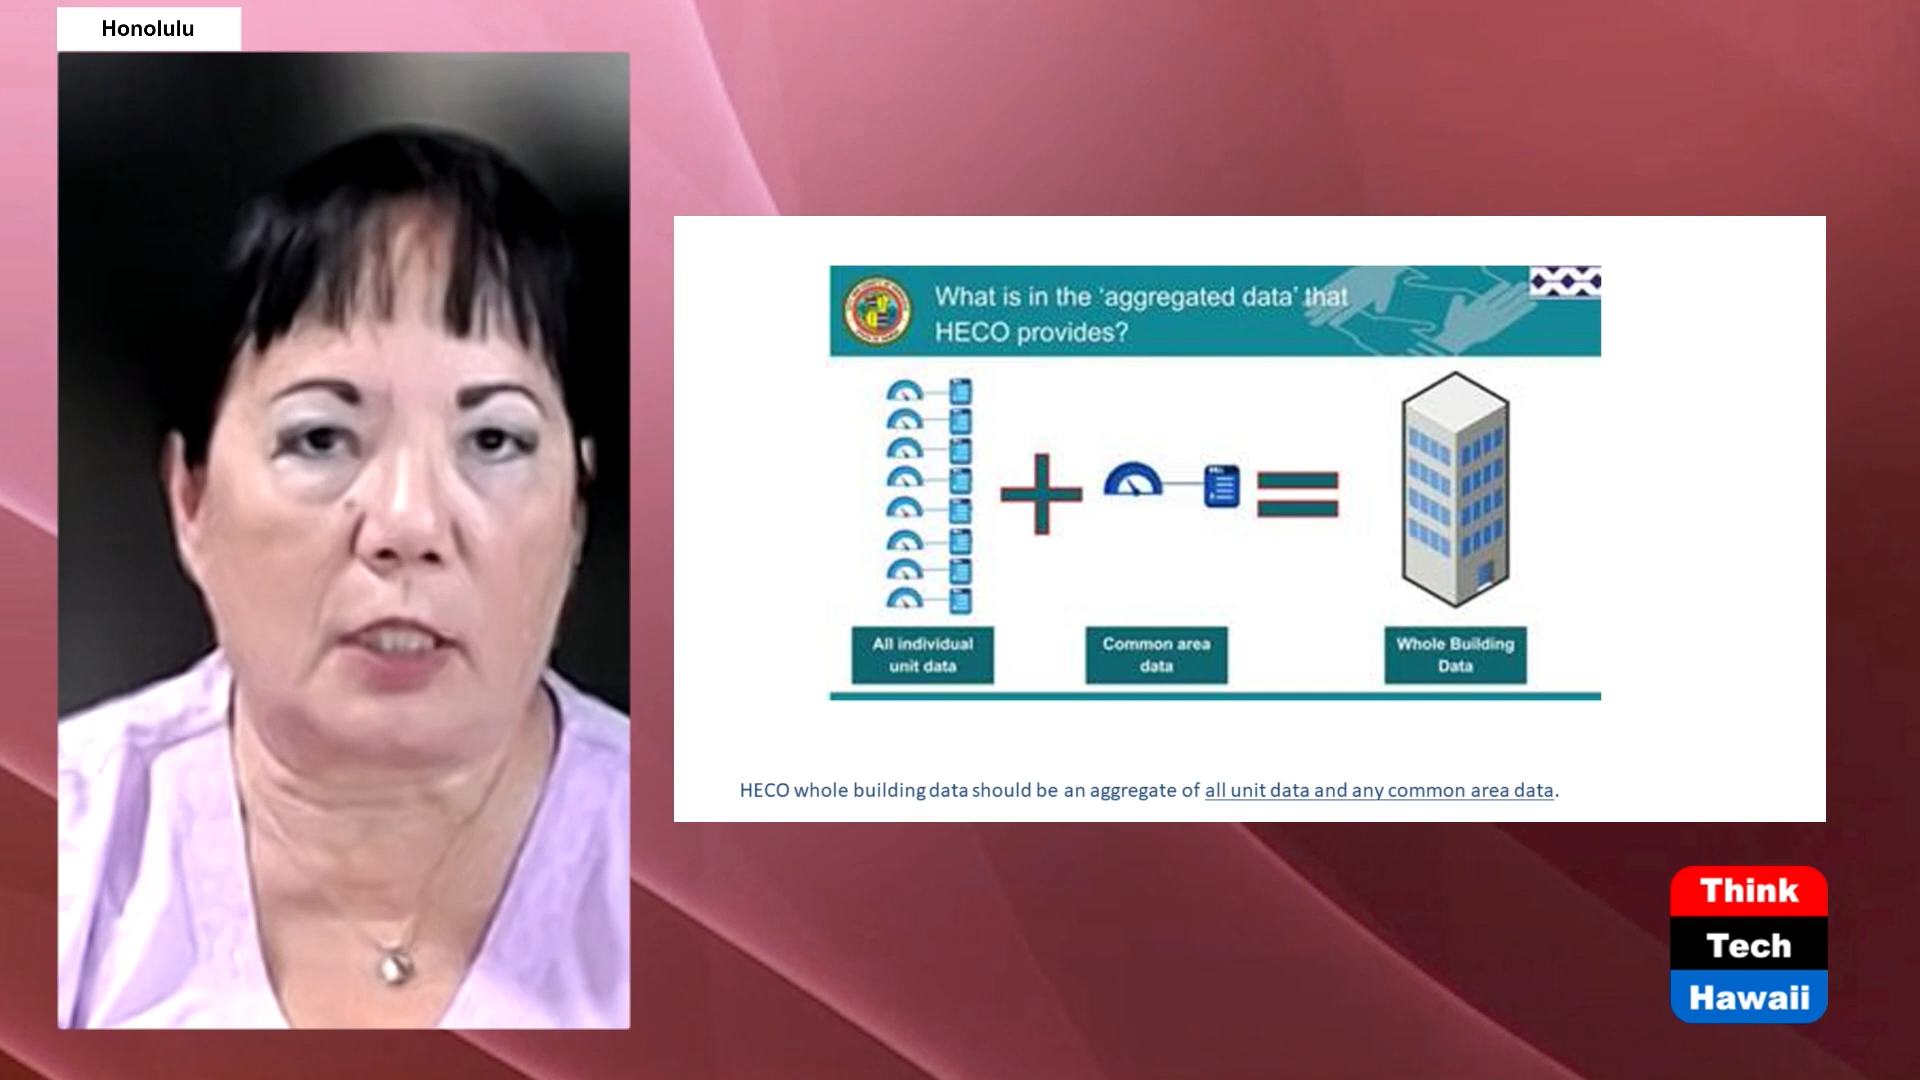 Honolulu
What is in the ‘aggregated data’ that
HECO provides?
All individual
unit data
Common area
data
Whole Building
Data
HECO whole building data should be an aggregate of all unit data and any common area data.
Think
Tech
Hawaii